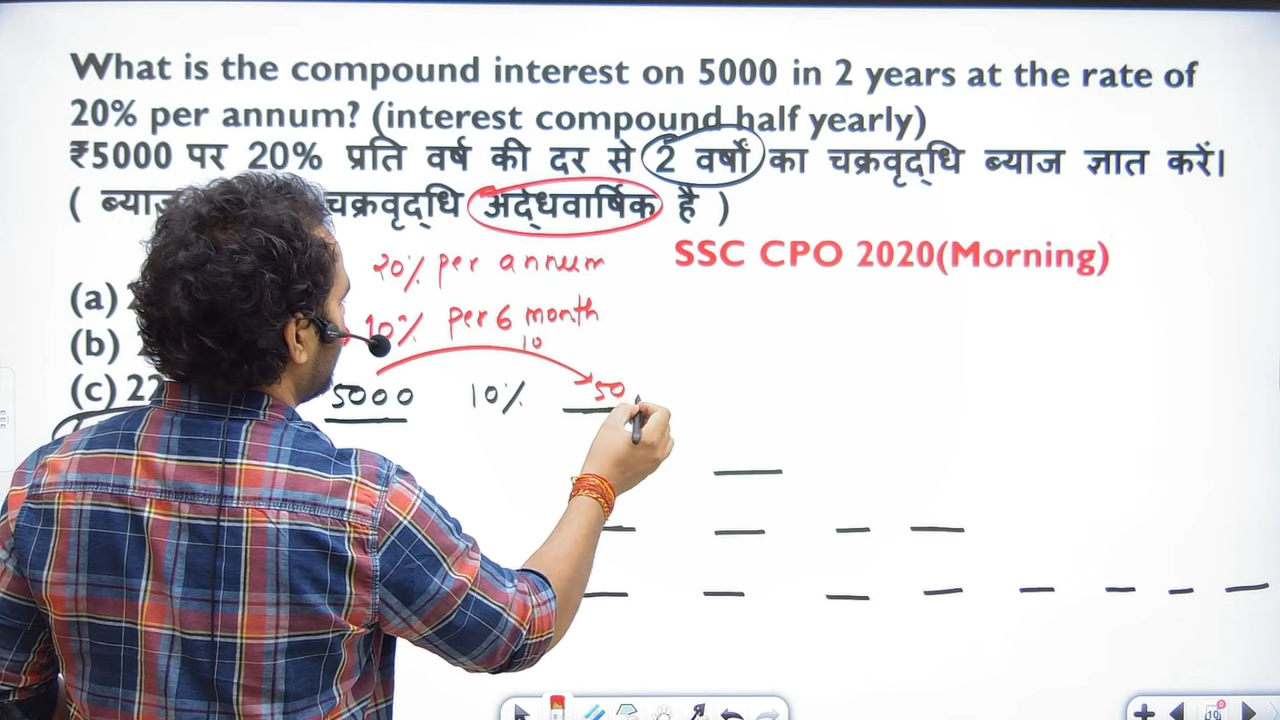 What is the compound interest on 5000 in 2 years at the rate of
20% per annum? (interest compound half yearly)
₹5000 पर 20% प्रति वर्ष की दर से 2 वर्षों का चक्रवृद्धि ब्याज ज्ञात करें।
( चक्रवृद्धि अर्द्धवार्षिक है )
SSC CPO 2020(Morning)
20% per annum
(a)
10% per 6 month
(b)
10
(c) 22
5000 10% 50